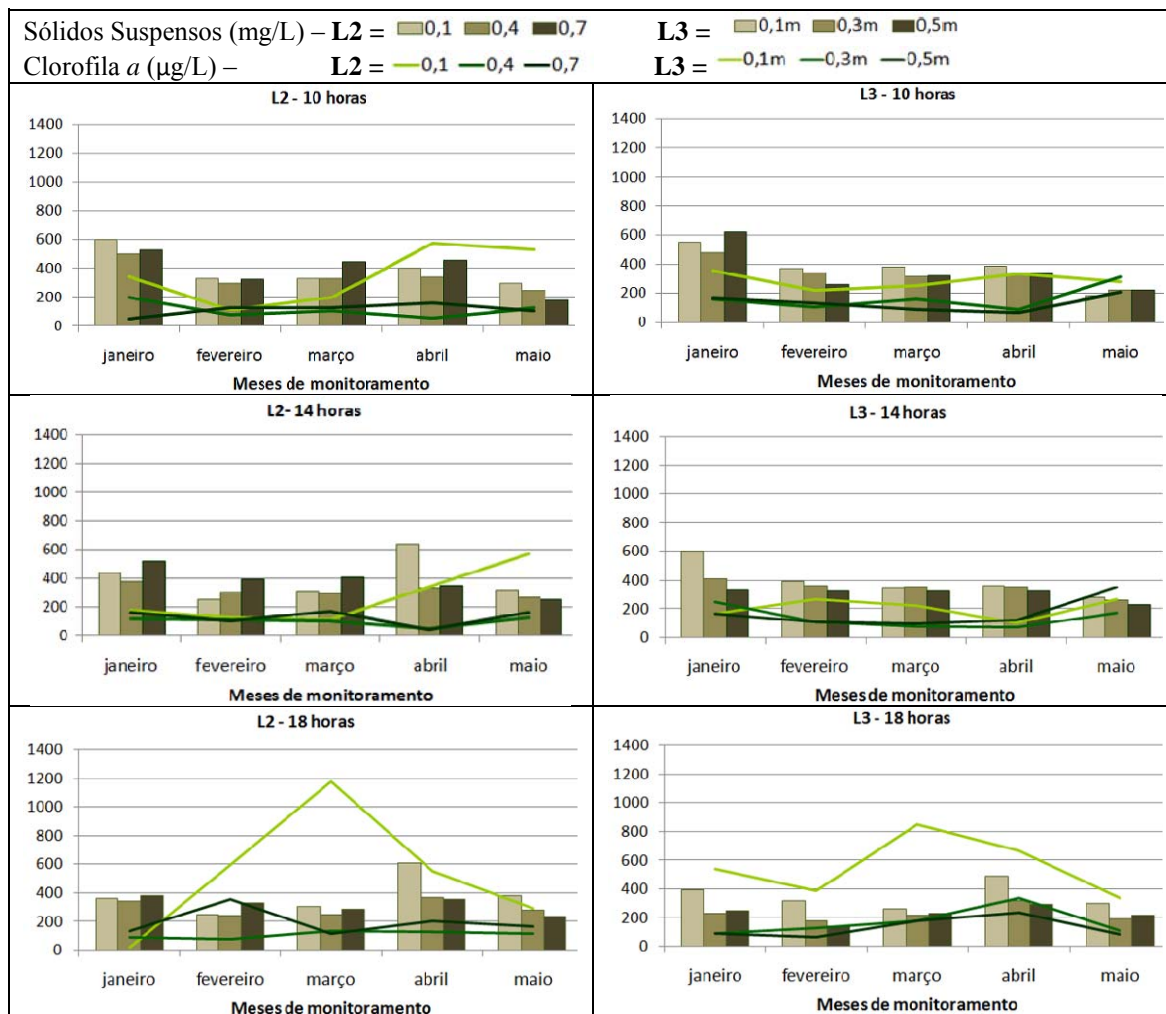 Sólidos Suspensos (mg/L) – L2 = 0,1 0,4 0,7 L3 = 0,1m 0,3m 0,5m
Clorofila a (µg/L) – L2 = 0,1 0,4 0,7 L3 = 0,1m 0,3m 0,5m
L2 - 10 horas
1400
1200
1000
800
600
400
200
0
janeiro fevereiro março abril maio
Meses de monitoramento
L3 - 10 horas
1400
1200
1000
800
600
400
200
0
janeiro fevereiro março abril maio
Meses de monitoramento
L2- 14 horas
1400
1200
1000
800
600
400
200
0
janeiro fevereiro março abril maio
Meses de monitoramento
L3 - 14 horas
1400
1200
1000
800
600
400
200
0
janeiro fevereiro março abril maio
Meses de monitoramento
L2 - 18 horas
1400
1200
1000
800
600
400
200
0
janeiro fevereiro março abril maio
Meses de monitoramento
L3 - 18 horas
1400
1200
1000
800
600
400
200
0
janeiro fevereiro março abril maio
Meses de monitoramento